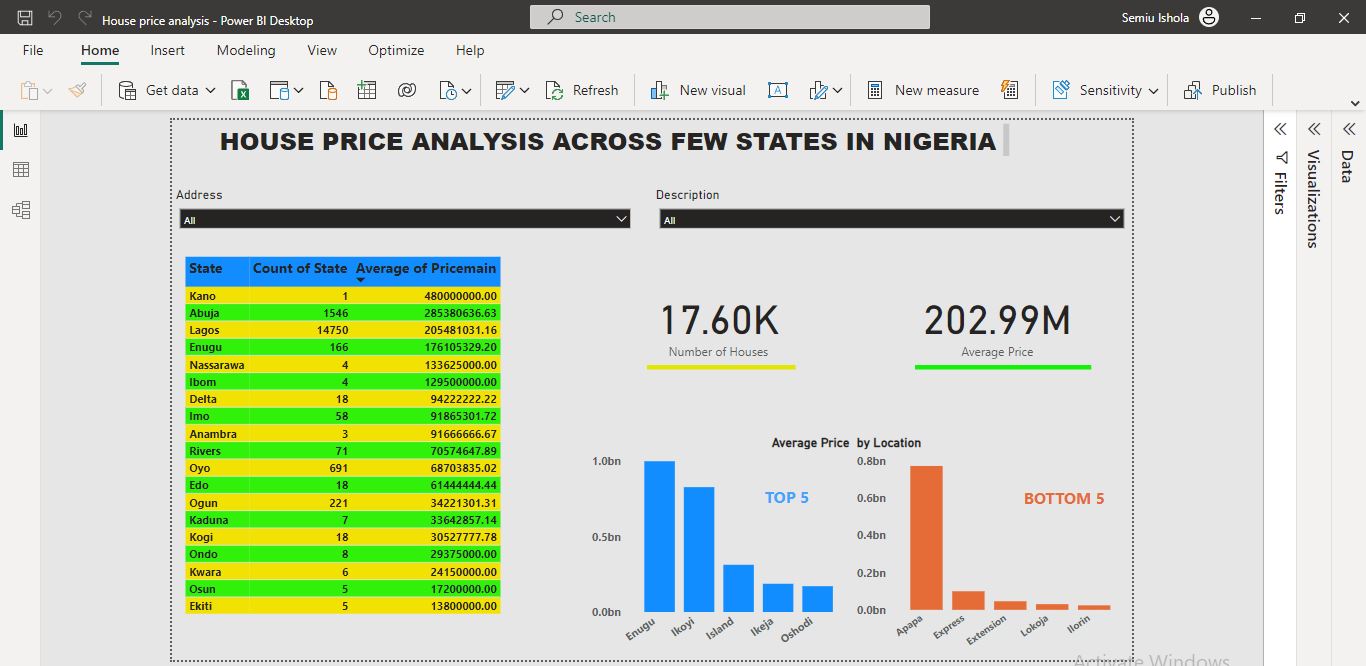 House price analysis - Power BI Desktop
Search
Semiu Ishola
File Home Insert Modeling View Optimize Help
Get data
Refresh
New visual
New measure
Sensitivity
Publish
HOUSE PRICE ANALYSIS ACROSS FEW STATES IN NIGERIA
Address
All
Description
All
State Count of State Average of Pricemain
Kano 1 480000000.00
Abuja 1546 285380636.63
Lagos 14750 205481031.16
Enugu 166 176105329.20
Nassarawa 4 133625000.00
Ibom 4 129500000.00
Delta 18 94222222.22
Imo 58 91865301.72
Anambra 3 91666666.67
Rivers 71 70574647.89
Oyo 691 68703835.02
Edo 18 61444444.44
Ogun 221 34221301.31
Kaduna 7 33642857.14
Kogi 18 30527777.78
Ondo 8 29375000.00
Kwara 6 24150000.00
Osun 5 17200000.00
Ekiti 5 13800000.00
17.60K
Number of Houses
202.99M
Average Price
Average Price by Location
1.0bn
0.5bn
0.0bn
TOP 5
Enugu Ikoyi Island Ikeja Oshodi
0.8bn
0.6bn
0.4bn
0.2bn
0.0bn
BOTTOM 5
Apapa Express Extension Lokoja Ilorin
Filters
Visualizations
Data
Activate Windows